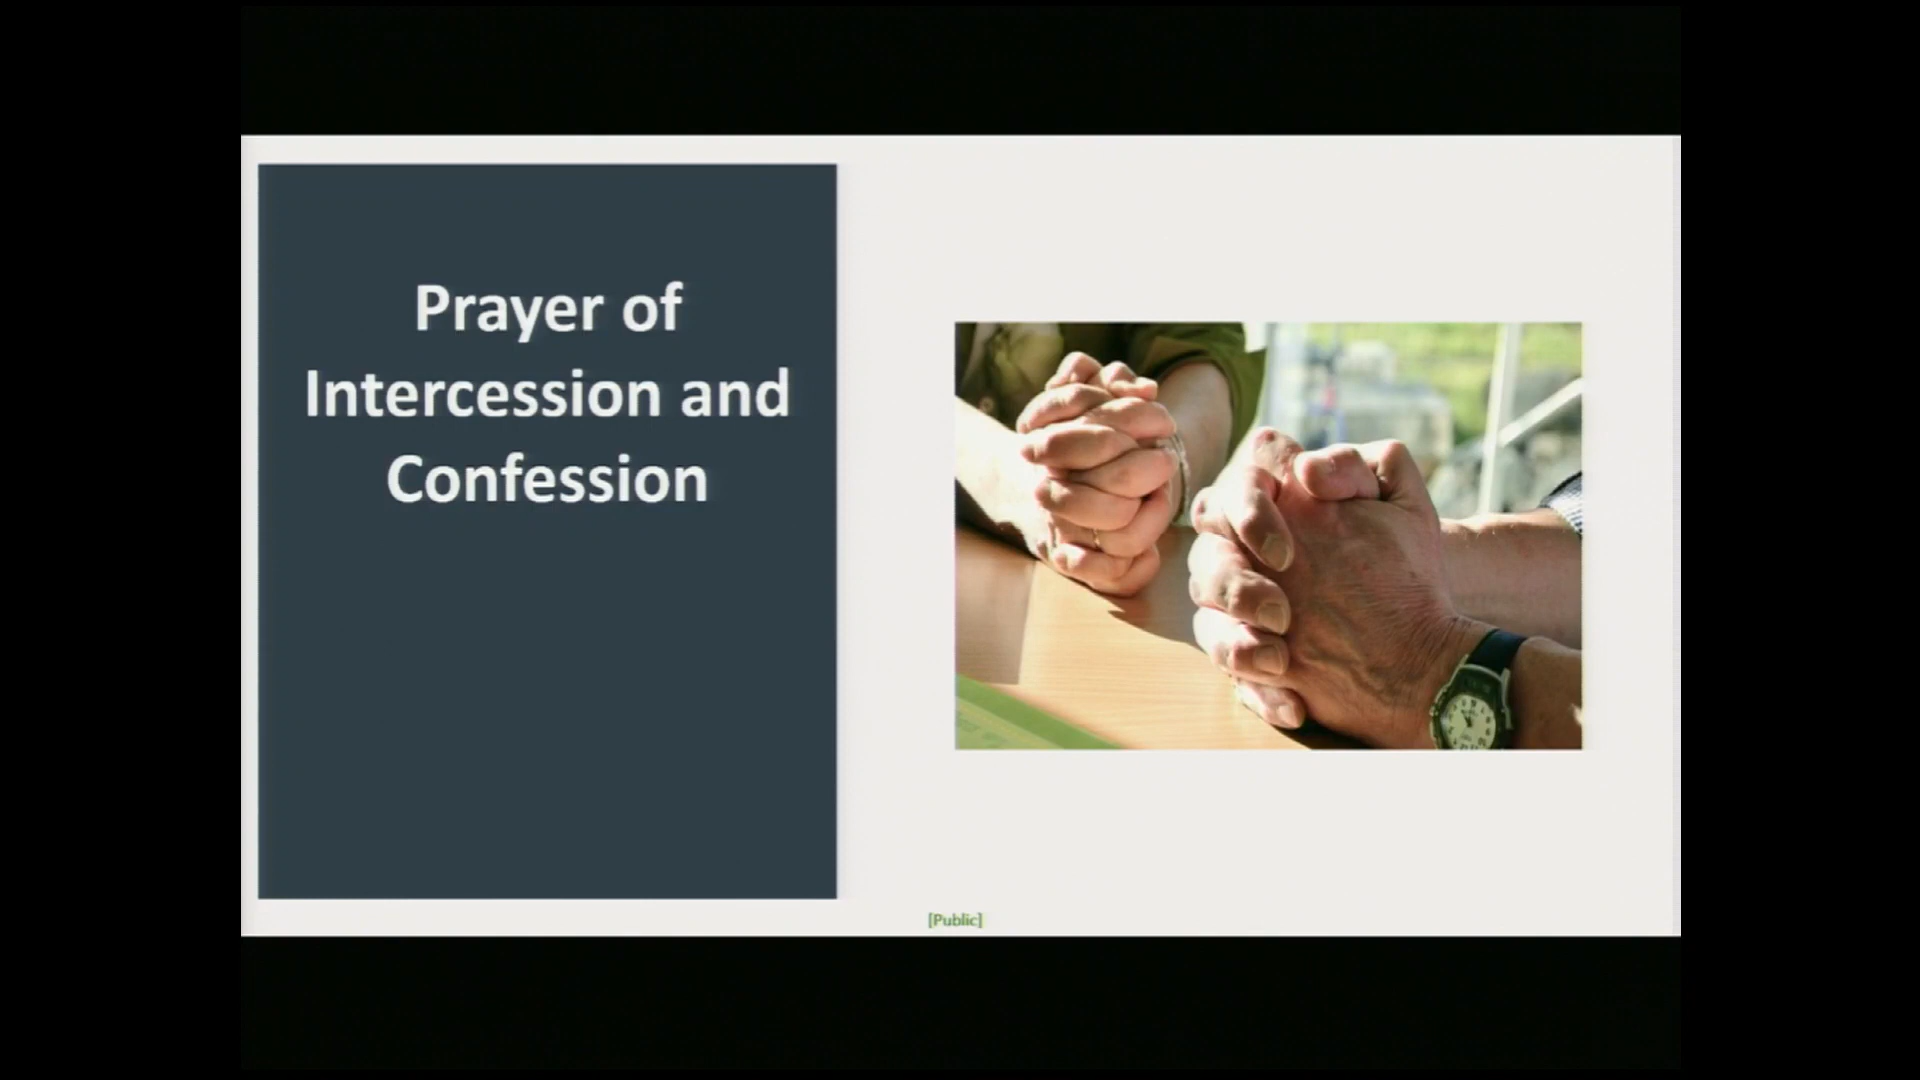 Prayer of
Intercession and
Confession
[Public]